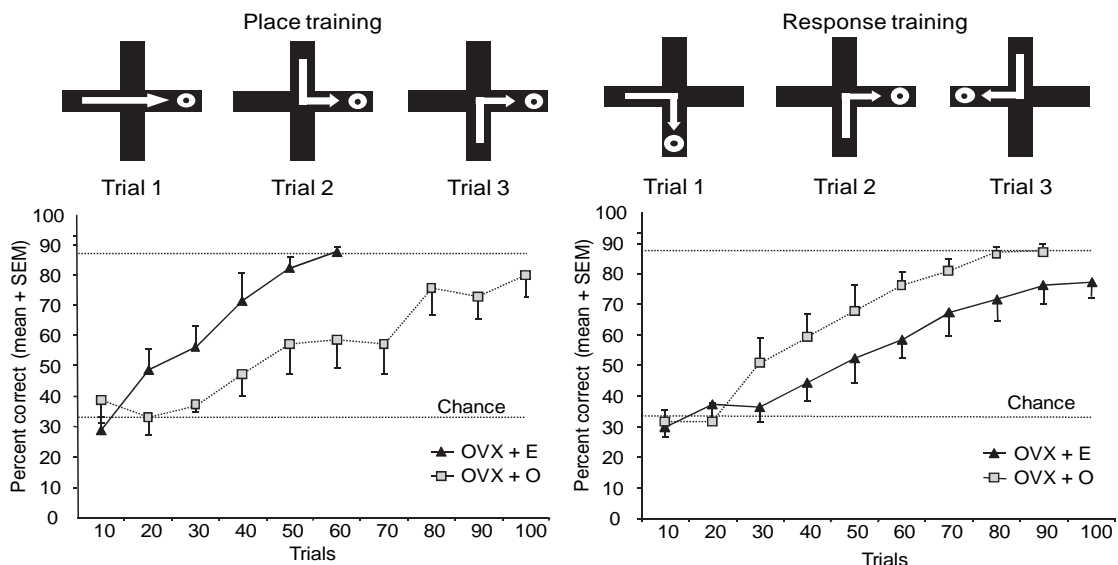 Place training
Trial 1 Trial 2 Trial 3
Percent correct (mean + SEM)
100
90
80
70
60
50
40
30
20
10
0
Chance
OVX + E
OVX + O
10 20 30 40 50 60 70 80 90 100
Trials
Response training
Trial 1 Trial 2 Trial 3
Percent correct (mean + SEM)
100
90
80
70
60
50
40
30
20
10
0
Chance
OVX + E
OVX + O
10 20 30 40 50 60 70 80 90 100
Trials